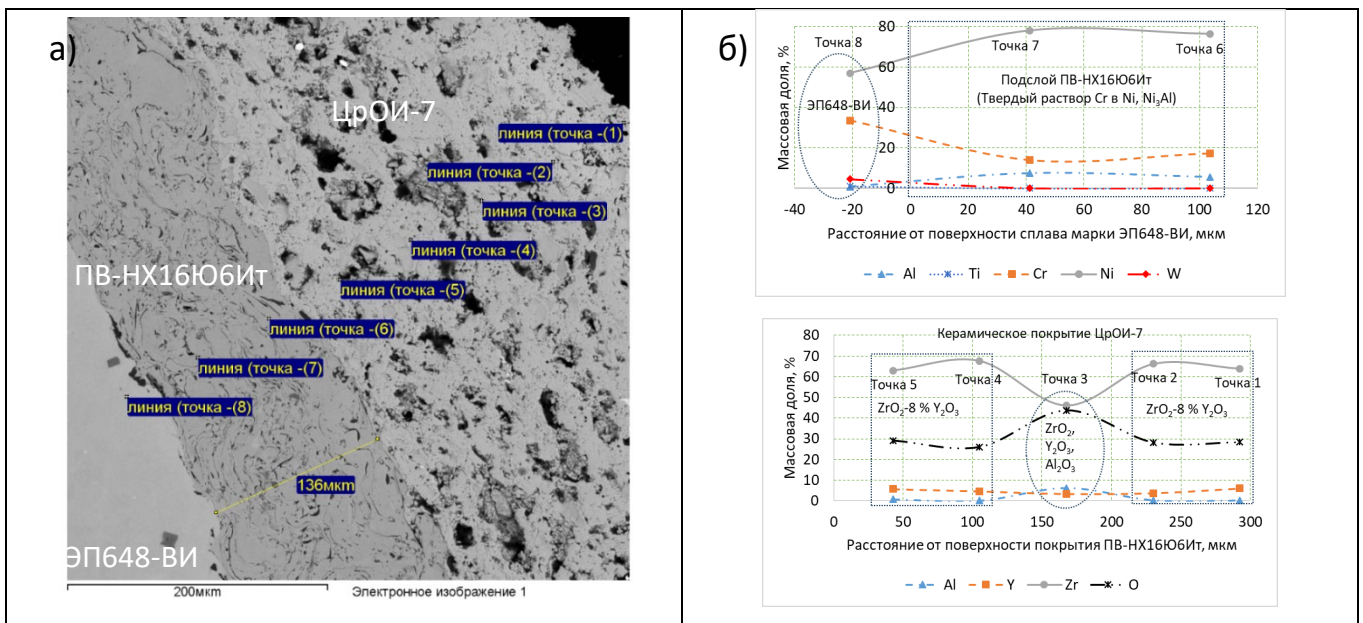 а)
ЦрОИ-7
линия (точка -(1)
линия (точка -(2)
линия (точка -(3)
линия (точка -(4)
линия (точка -(5)
ПВ-НХ16Ю6Ит
линия (точка -(6)
линия (точка -(7)
линия (точка -(8)
136мкm
ЭП648-ВИ
200мкm
Электронное изображение 1
б)
Массовая доля, %
80
60
40
20
0
Точка 8
Точка 7
Точка 6
Подслой ПВ-НХ16Ю6Ит
(Твердый раствор Cr в Ni, Ni₃Al)
ЭП648-ВИ
-40 -20 0 20 40 60 80 100 120
Расстояние от поверхности сплава марки ЭП648-ВИ, мкм
Al Ti Cr Ni W
Керамическое покрытие ЦрОИ-7
Массовая доля, %
80
70
60
50
40
30
20
10
0
Точка 5 Точка 4 Точка 3 Точка 2 Точка 1
ZrO₂-8 % Y₂O₃
ZrO₂,
Y₂O₃,
Al₂O₃
ZrO₂-8 % Y₂O₃
0 50 100 150 200 250 300
Расстояние от поверхности покрытия ПВ-НХ16Ю6Ит, мкм
Al Y Zr O